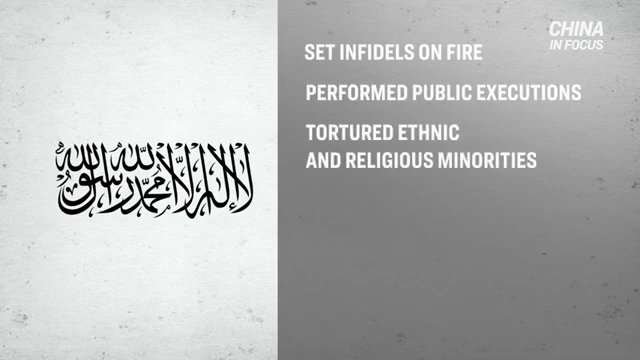 CHINA
IN FOCUS
SET INFIDELS ON FIRE
PERFORMED PUBLIC EXECUTIONS
TORTURED ETHNIC
AND RELIGIOUS MINORITIES
لا إله إلا الله محمد رسول الله